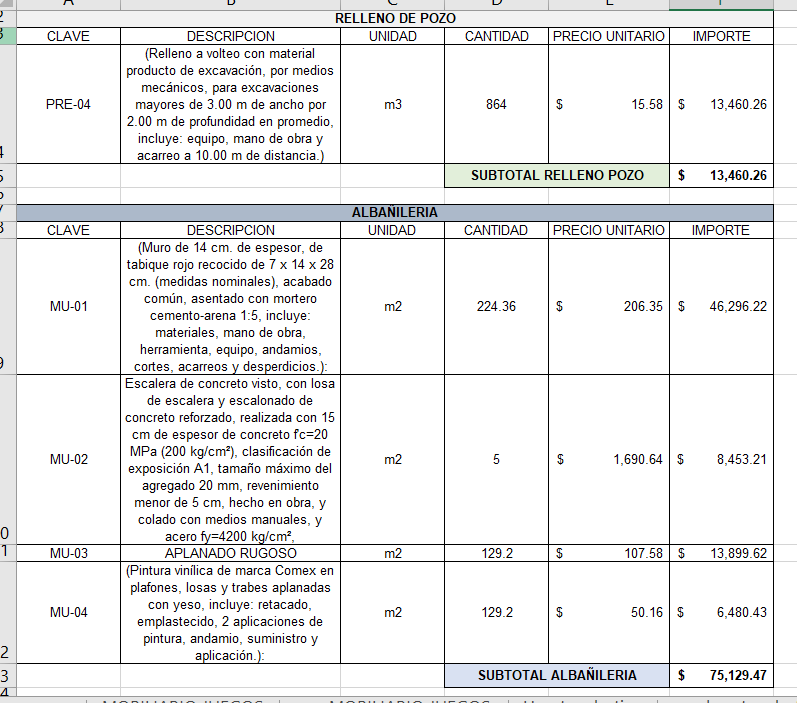 RELLENO DE POZO
CLAVE DESCRIPCION UNIDAD CANTIDAD PRECIO UNITARIO IMPORTE
(Relleno a volteo con material
producto de excavación, por medios
mecánicos, para excavaciones
mayores de 3.00 m de ancho por
2.00 m de profundidad en promedio,
incluye: equipo, mano de obra y
acarreo a 10.00 m de distancia.)
PRE-04 m3 864 $ 15.58 $ 13,460.26
SUBTOTAL RELLENO POZO $ 13,460.26
ALBAÑILERIA
CLAVE DESCRIPCION UNIDAD CANTIDAD PRECIO UNITARIO IMPORTE
(Muro de 14 cm. de espesor, de
tabique rojo recocido de 7 x 14 x 28
cm. (medidas nominales), acabado
común, asentado con mortero
cemento-arena 1:5, incluye:
materiales, mano de obra,
herramienta, equipo, andamios,
cortes, acarreos y desperdicios.):
MU-01 m2 224.36 $ 206.35 $ 46,296.22
Escalera de concreto visto, con losa
de escalera y escalonado de
concreto reforzado, realizada con 15
cm de espesor de concreto f'c=20
MPa (200 kg/cm²), clasificación de
exposición A1, tamaño máximo del
agregado 20 mm, revenimiento
menor de 5 cm, hecho en obra, y
colado con medios manuales, y
acero fy=4200 kg/cm²,
MU-02 m2 5 $ 1,690.64 $ 8,453.21
MU-03 APLANADO RUGOSO m2 129.2 $ 107.58 $ 13,899.62
(Pintura vinílica de marca Comex en
plafones, losas y trabes aplanadas
con yeso, incluye: retacado,
emplastecido, 2 aplicaciones de
pintura, andamio, suministro y
aplicación.):
MU-04 m2 129.2 $ 50.16 $ 6,480.43
SUBTOTAL ALBAÑILERIA $ 75,129.47